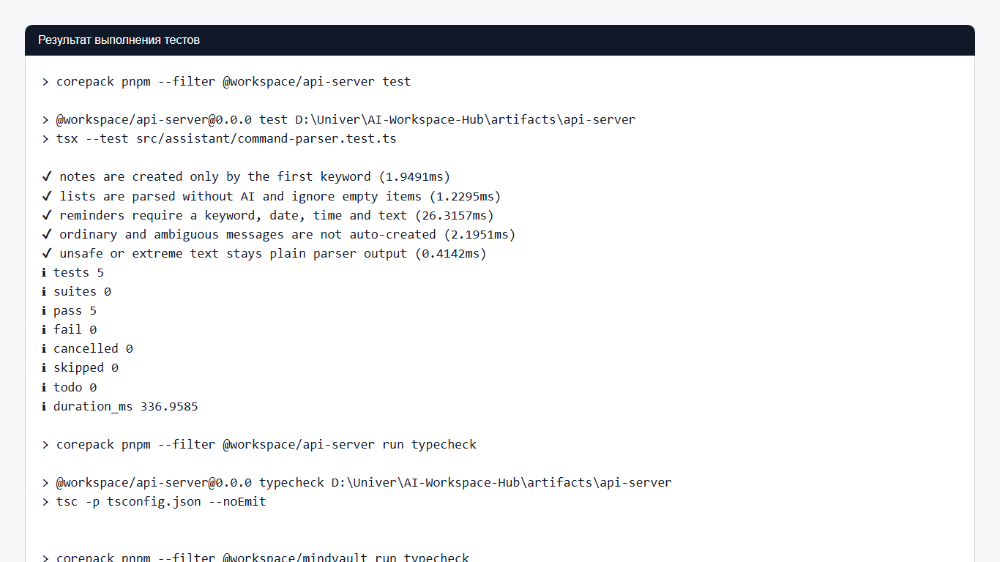 Результат выполнения тестов
> corepack pnpm --filter @workspace/api-server test
> @workspace/api-server@0.0.0 test D:\Univer\AI-Workspace-Hub\artifacts\api-server
> tsx --test src/assistant/command-parser.test.ts
✓ notes are created only by the first keyword (1.9491ms)
✓ lists are parsed without AI and ignore empty items (1.2295ms)
✓ reminders require a keyword, date, time and text (26.3157ms)
✓ ordinary and ambiguous messages are not auto-created (2.1951ms)
✓ unsafe or extreme text stays plain parser output (0.4142ms)
ℹ tests 5
ℹ suites 0
ℹ pass 5
ℹ fail 0
ℹ cancelled 0
ℹ skipped 0
ℹ todo 0
ℹ duration_ms 336.9585
> corepack pnpm --filter @workspace/api-server run typecheck
> @workspace/api-server@0.0.0 typecheck D:\Univer\AI-Workspace-Hub\artifacts\api-server
> tsc -p tsconfig.json --noEmit
> corepack pnpm --filter @workspace/mindvault run typecheck